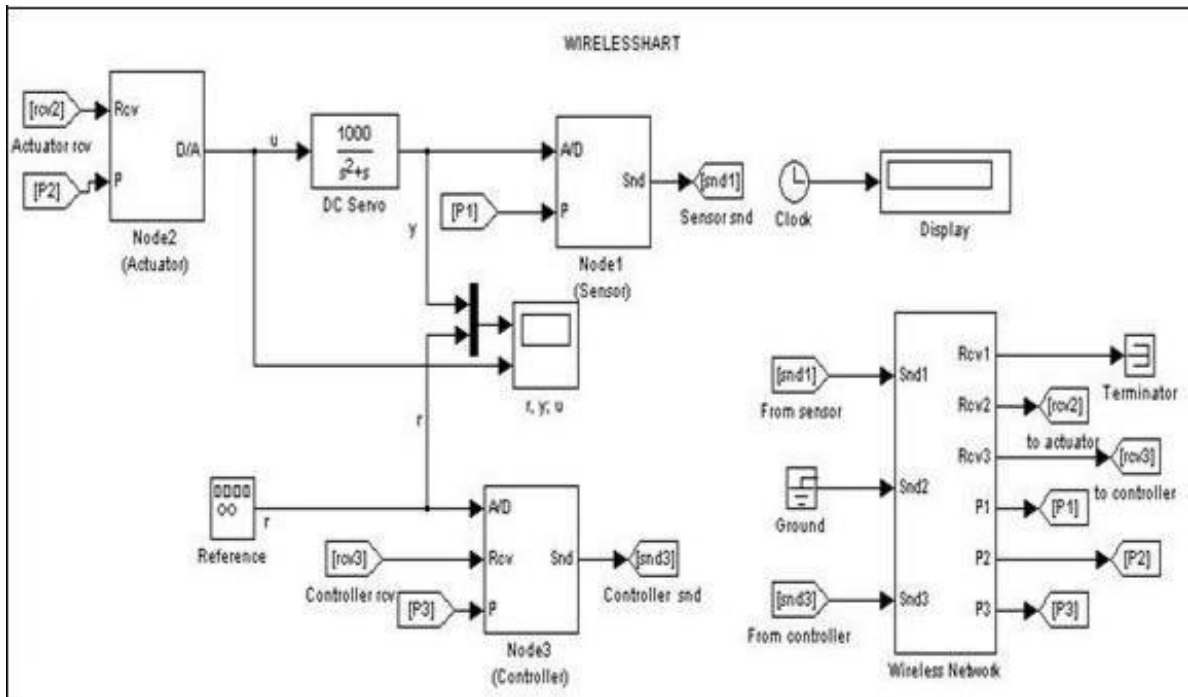 WIRELESSHART
[rcv2]
Actuator rcv
[P2]
Rcv
P
D/A
Node2
(Actuator)
u
1000
s²+s
DC Servo
y
[P1]
A/D
P
Snd
Node1
(Sensor)
[snd1]
Sensor snd
Clock
Display
r, y; u
r
Reference
r
[rcv3]
Controller rcv
[P3]
A/D
Rcv
P
Snd
Node3
(Controller)
[snd3]
Controller snd
[snd1]
From sensor
Ground
[snd3]
From controller
Snd1
Snd2
Snd3
Rcv1
Rcv2
Rcv3
P1
P2
P3
Wireless Network
Terminator
[rcv2]
to actuator
[rcv3]
to controller
[P1]
[P2]
[P3]